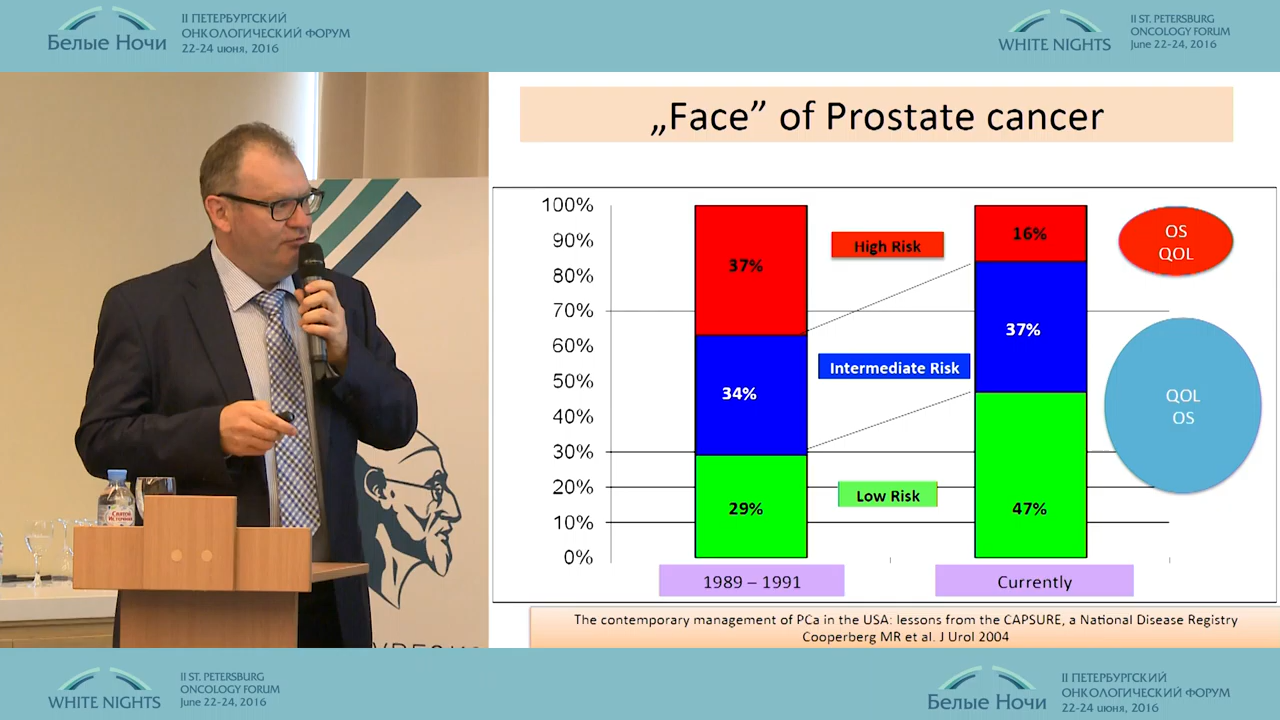 Белые Ночи
II ПЕТЕРБУРГСКИЙ
ОНКОЛОГИЧЕСКИЙ ФОРУМ
22-24 июня, 2016
WHITE NIGHTS
II ST. PETERSBURG
ONCOLOGY FORUM
June 22-24, 2016
„Face” of Prostate cancer
100%
90%
80%
70%
60%
50%
40%
30%
20%
10%
0%
37%
34%
29%
High Risk
Intermediate Risk
Low Risk
16%
37%
47%
OS
QOL
QOL
OS
1989 – 1991
Currently
The contemporary management of PCa in the USA: lessons from the CAPSURE, a National Disease Registry
Cooperberg MR et al. J Urol 2004
Святой
Источник
WHITE NIGHTS
II ST. PETERSBURG
ONCOLOGY FORUM
June 22-24, 2016
Белые Ночи
II ПЕТЕРБУРГСКИЙ
ОНКОЛОГИЧЕСКИЙ ФОРУМ
22-24 июня, 2016